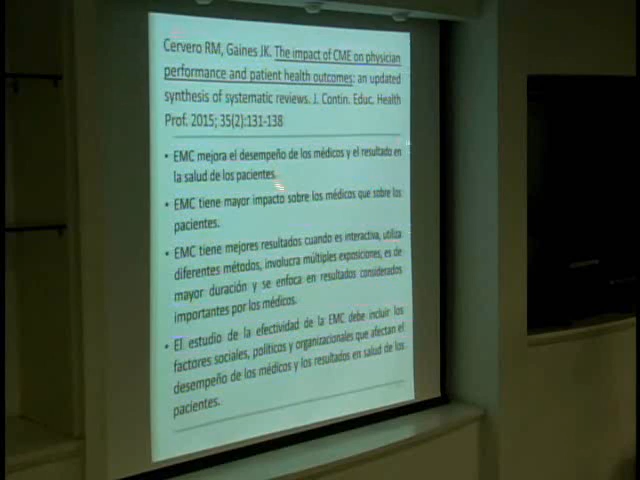 Cervero RM, Gaines JK. The impact of CME on physician
performance and patient health outcomes: an updated
synthesis of systematic reviews. J. Contin. Educ. Health
Prof. 2015; 35(2):131-138
• EMC mejora el desempeño de los médicos y el resultado en
la salud de los pacientes.
• EMC tiene mayor impacto sobre los médicos que sobre los
pacientes.
• EMC tiene mejores resultados cuando es interactiva, utiliza
diferentes métodos, involucra múltiples exposiciones, es de
mayor duración y se enfoca en resultados considerados
importantes por los médicos.
• El estudio de la efectividad de la EMC debe incluir los
factores sociales, políticos y organizacionales que afectan el
desempeño de los médicos y los resultados en salud de los
pacientes.